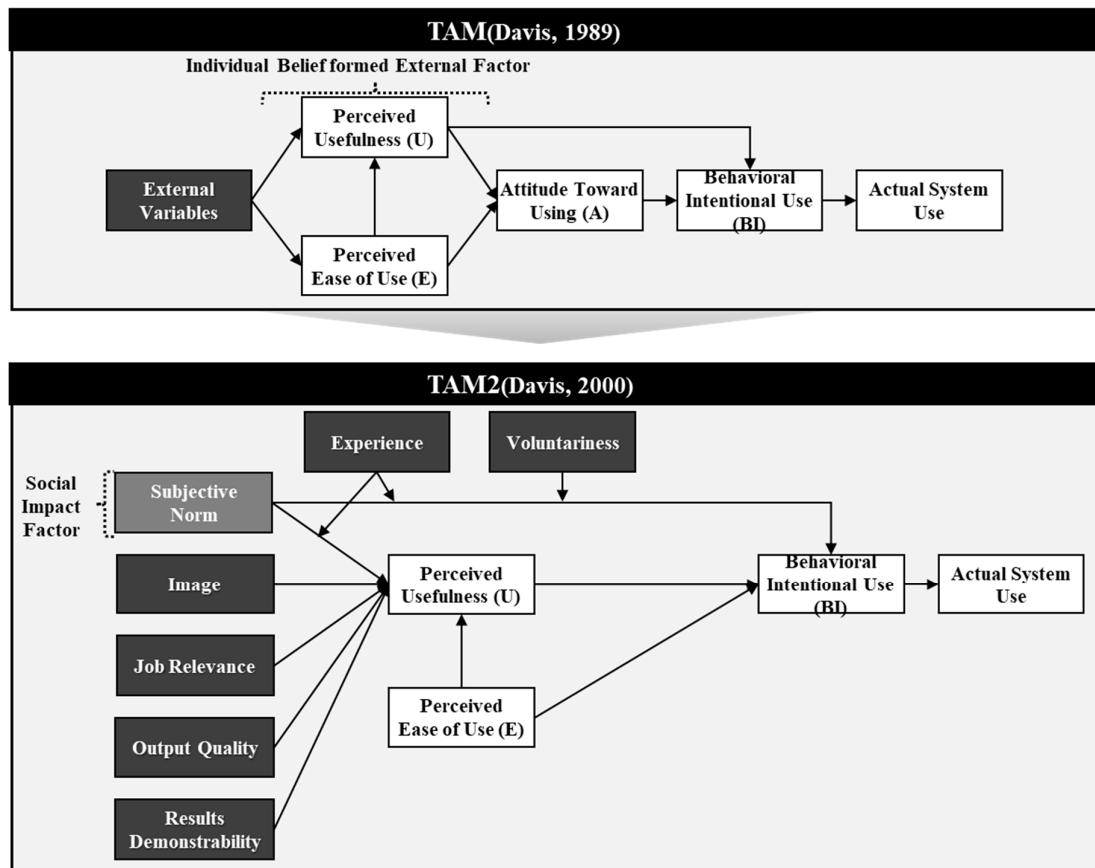 TAM(Davis, 1989)
Individual Belief formed External Factor
Perceived
Usefulness (U)
External
Variables
Attitude Toward
Using (A)
Behavioral
Intentional Use
(BI)
Actual System
Use
Perceived
Ease of Use (E)
TAM2(Davis, 2000)
Experience
Voluntariness
Social
Impact
Factor
Subjective
Norm
Image
Perceived
Usefulness (U)
Behavioral
Intentional Use
(BI)
Actual System
Use
Job Relevance
Perceived
Ease of Use (E)
Output Quality
Results
Demonstrability